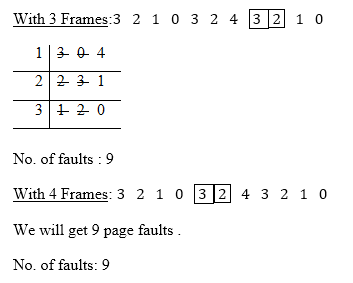 With 3 Frames:3 2 1 0 3 2 4 3 2 1 0
1 3 0 4
2 2 3 1
3 1 2 0
No. of faults : 9
With 4 Frames: 3 2 1 0 3 2 4 3 2 1 0
We will get 9 page faults .
No. of faults: 9